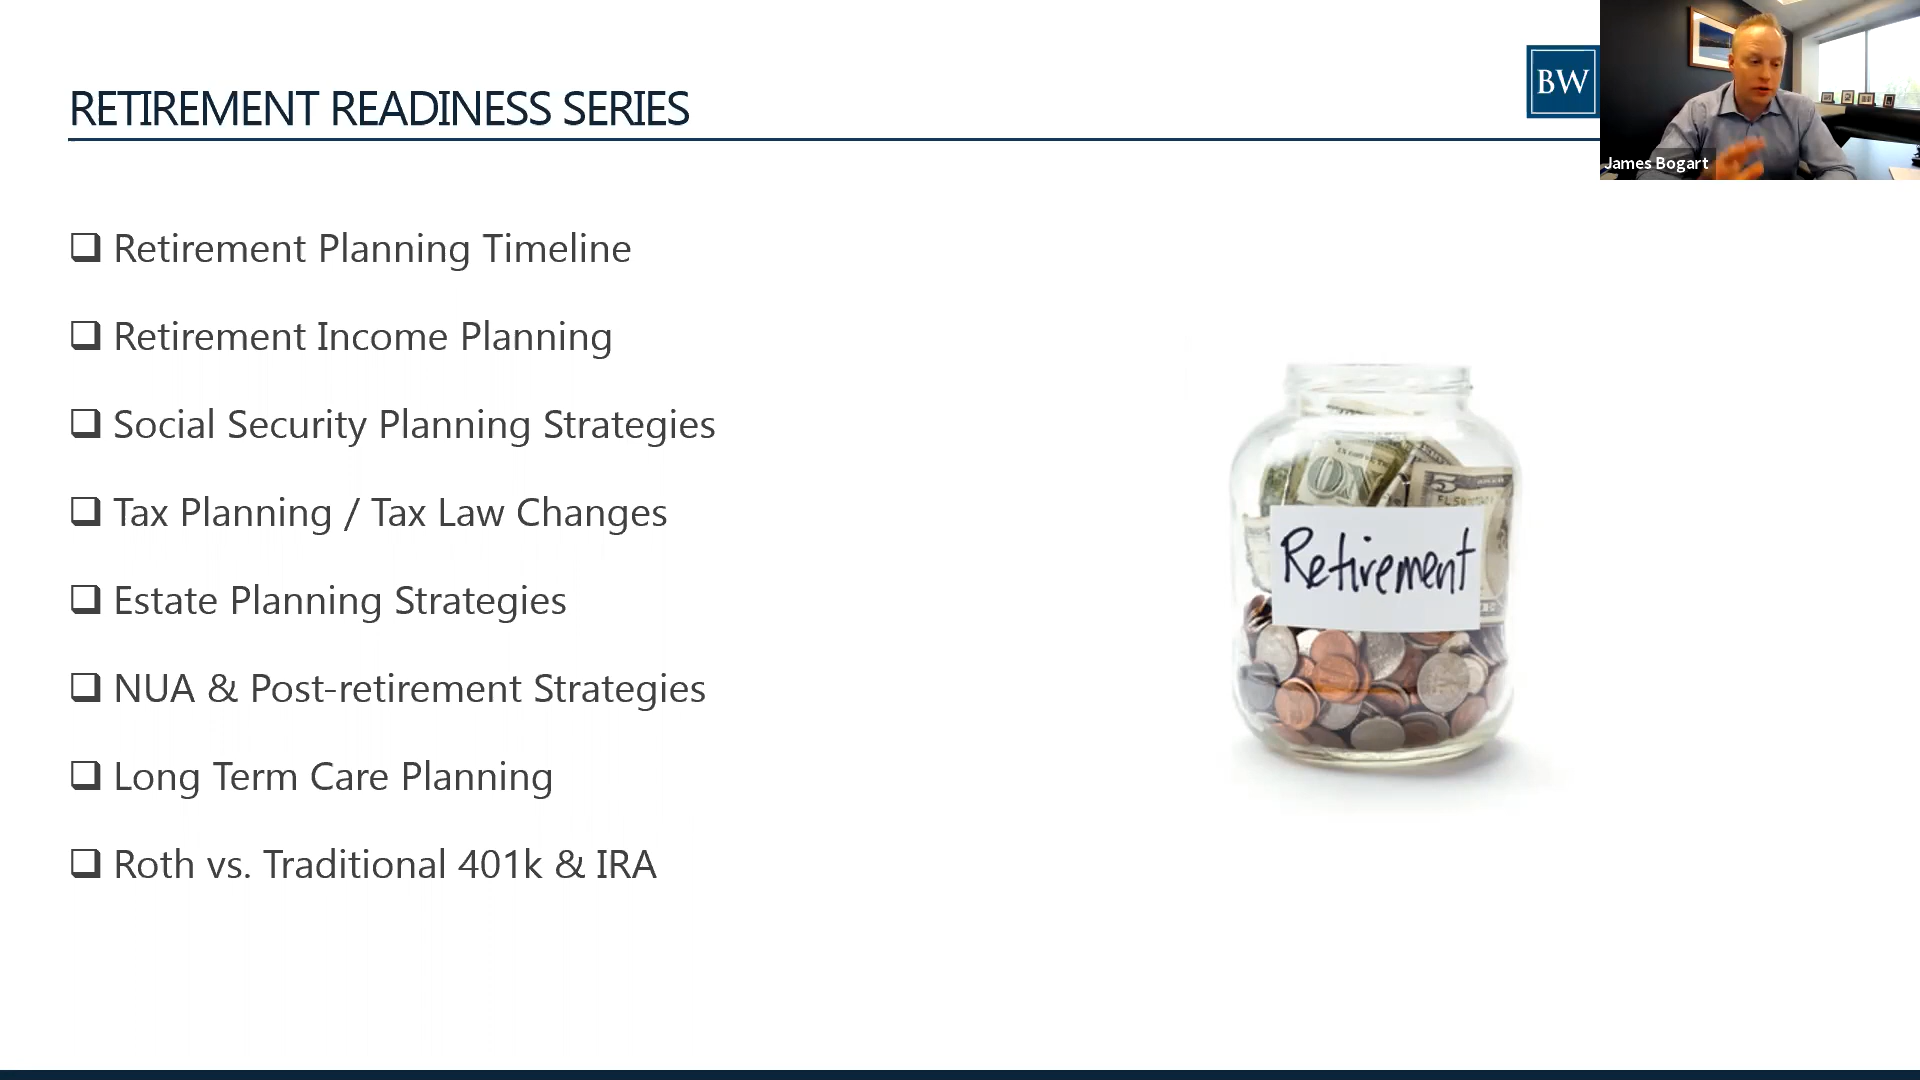 BW
James Bogart
RETIREMENT READINESS SERIES
Retirement Planning Timeline
Retirement Income Planning
Social Security Planning Strategies
Tax Planning / Tax Law Changes
Estate Planning Strategies
NUA & Post-retirement Strategies
Long Term Care Planning
Roth vs. Traditional 401k & IRA
ON
5
Retirement